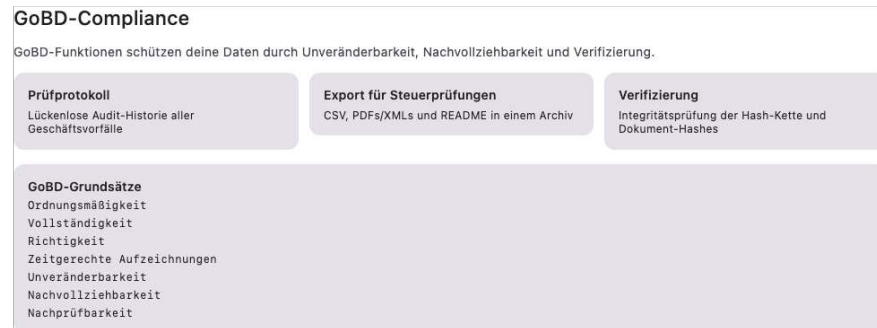 GoBD-Compliance
GoBD-Funktionen schützen deine Daten durch Unveränderbarkeit, Nachvollziehbarkeit und Verifizierung.
Prüfprotokoll
Lückenlose Audit-Historie aller
Geschäftsvorfälle
Export für Steuerprüfungen
CSV, PDFs/XMLs und README in einem Archiv
Verifizierung
Integritätsprüfung der Hash-Kette und
Dokument-Hashes
GoBD-Grundsätze
Ordnungsmäßigkeit
Vollständigkeit
Richtigkeit
Zeitgerechte Aufzeichnungen
Unveränderbarkeit
Nachvollziehbarkeit
Nachprüfbarkeit